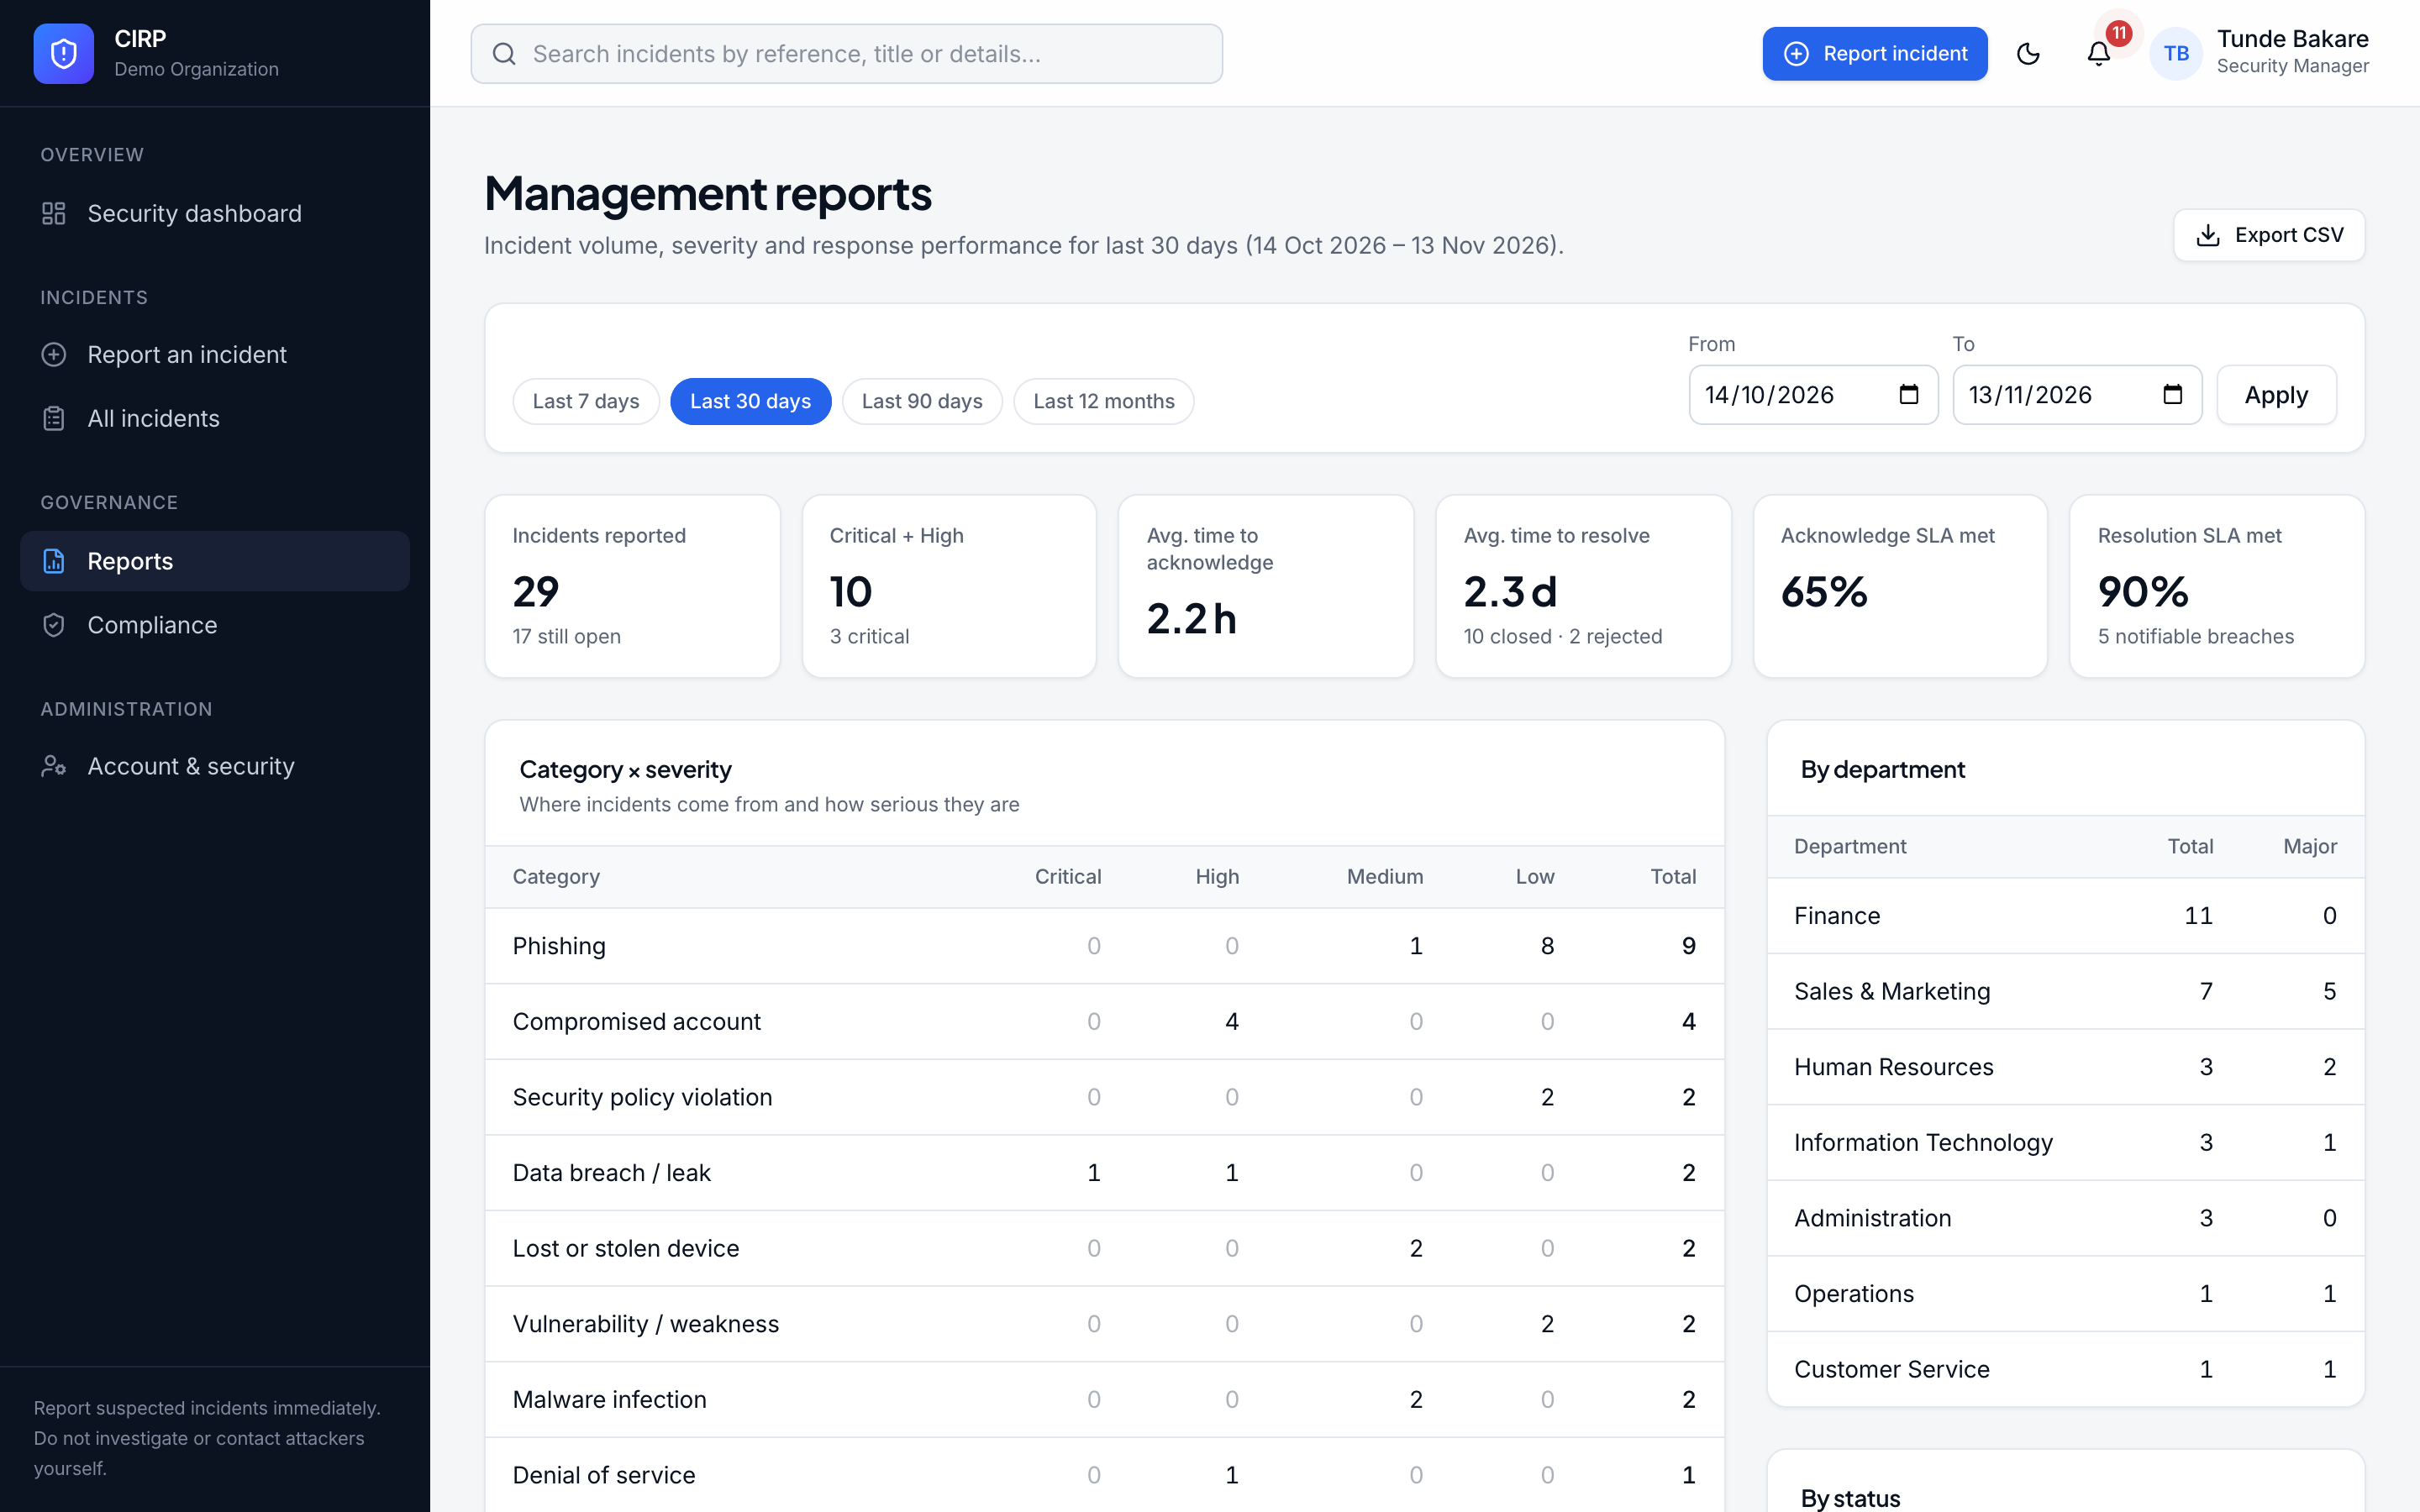 CIRP
Demo Organization
OVERVIEW
Security dashboard
INCIDENTS
Report an incident
All incidents
GOVERNANCE
Reports
Compliance
ADMINISTRATION
Account & security
Report suspected incidents immediately.
Do not investigate or contact attackers
yourself.
Search incidents by reference, title or details...
Report incident
11
TB
Tunde Bakare
Security Manager
Management reports
Incident volume, severity and response performance for last 30 days (14 Oct 2026 – 13 Nov 2026).
Export CSV
Last 7 days
Last 30 days
Last 90 days
Last 12 months
From
14/10/2026
To
13/11/2026
Apply
Incidents reported
29
17 still open
Critical + High
10
3 critical
Avg. time to
acknowledge
2.2 h
Avg. time to resolve
2.3 d
10 closed · 2 rejected
Acknowledge SLA met
65%
Resolution SLA met
90%
5 notifiable breaches
Category × severity
Where incidents come from and how serious they are
Category Critical High Medium Low Total
Phishing 0 0 1 8 9
Compromised account 0 4 0 0 4
Security policy violation 0 0 0 2 2
Data breach / leak 1 1 0 0 2
Lost or stolen device 0 0 2 0 2
Vulnerability / weakness 0 0 0 2 2
Malware infection 0 0 2 0 2
Denial of service 0 1 0 0 1
By department
Department Total Major
Finance 11 0
Sales & Marketing 7 5
Human Resources 3 2
Information Technology 3 1
Administration 3 0
Operations 1 1
Customer Service 1 1
By status